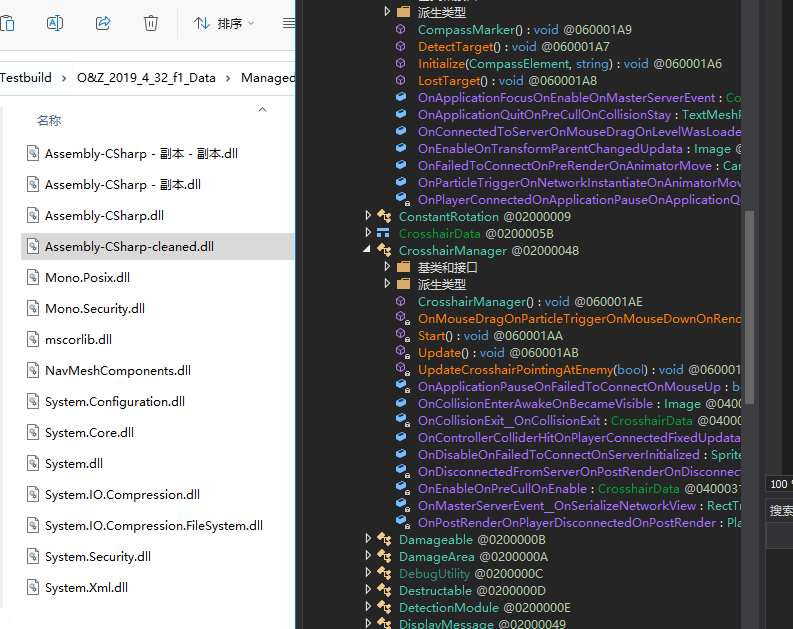 排序
Testbuild › O&Z_2019_4_32_f1_Data › Managed
名称
Assembly-CSharp - 副本 - 副本.dll
Assembly-CSharp - 副本.dll
Assembly-CSharp.dll
Assembly-CSharp-cleaned.dll
Mono.Posix.dll
Mono.Security.dll
mscorlib.dll
NavMeshComponents.dll
System.Configuration.dll
System.Core.dll
System.dll
System.IO.Compression.dll
System.IO.Compression.FileSystem.dll
System.Security.dll
System.Xml.dll
派生类型
CompassMarker() : void @060001A9
DetectTarget() : void @060001A7
Initialize(CompassElement, string) : void @060001A6
LostTarget() : void @060001A8
OnApplicationFocusOnEnableOnMasterServerEvent : Co
OnApplicationQuitOnPreCullOnCollisionStay : TextMeshP
OnConnectedToServerOnMouseDragOnLevelWasLoade
OnEnableOnTransformParentChangedUpdata : Image @
OnFailedToConnectOnPreRenderOnAnimatorMove : Can
OnParticleTriggerOnNetworkInstantiateOnAnimatorMov
OnPlayerConnectedOnApplicationPauseOnApplicationQu
ConstantRotation @02000009
CrosshairData @0200005B
CrosshairManager @02000048
基类和接口
派生类型
CrosshairManager() : void @060001AE
OnMouseDragOnParticleTriggerOnMouseDownOnRend
Start() : void @060001AA
Update() : void @060001AB
UpdateCrosshairPointingAtEnemy(bool) : void @060001
OnApplicationPauseOnFailedToConnectOnMouseUp : b
OnCollisionEnterAwakeOnBecameVisible : Image @040
OnCollisionExit__OnCollisionExit : CrosshairData @0400
OnControllerColliderHitOnPlayerConnectedFixedUpdata
OnDisableOnFailedToConnectOnServerInitialized : Sprite
OnDisconnectedFromServerOnPostRenderOnDisconnect
OnEnableOnPreCullOnEnable : CrosshairData @040003
OnMasterServerEvent__OnSerializeNetworkView : RectTr
OnPostRenderOnPlayerDisconnectedOnPostRender : Pla
Damageable @0200000B
DamageArea @0200000A
DebugUtility @0200000C
Destructable @0200000D
DetectionModule @0200000E
DisplayMessage @02000049
100 %
搜索